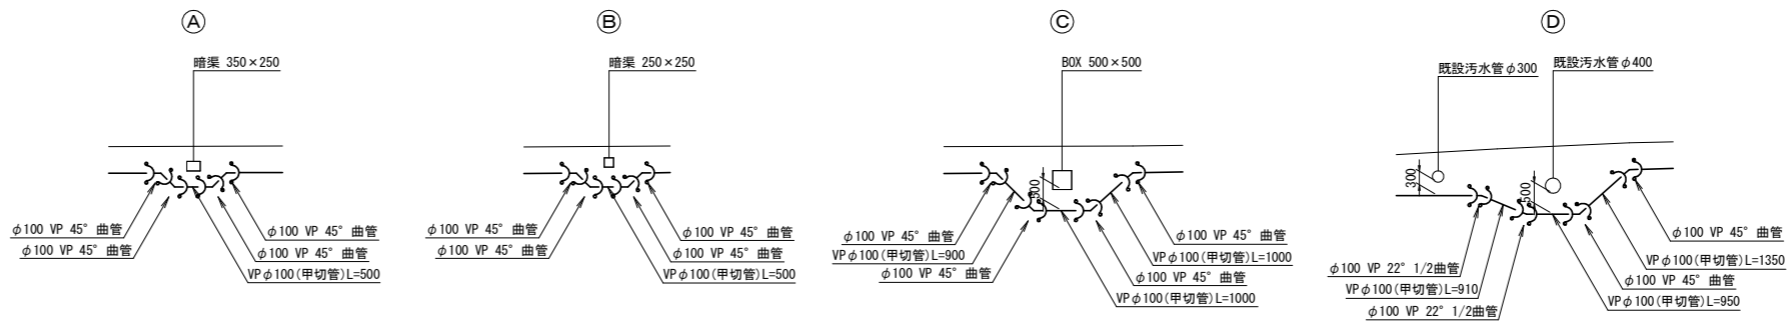 Ⓐ
暗渠 350×250
φ100 VP 45° 曲管
φ100 VP 45° 曲管
φ100 VP 45° 曲管
φ100 VP 45° 曲管
VPφ100(甲切管)L=500
Ⓑ
暗渠 250×250
φ100 VP 45° 曲管
φ100 VP 45° 曲管
φ100 VP 45° 曲管
φ100 VP 45° 曲管
VPφ100(甲切管)L=500
Ⓒ
BOX 500×500
φ100 VP 45° 曲管
VPφ100(甲切管)L=900
φ100 VP 45° 曲管
φ100 VP 45° 曲管
VPφ100(甲切管)L=1000
φ100 VP 45° 曲管
VPφ100(甲切管)L=1000
Ⓓ
既設汚水管φ300
既設汚水管φ400
300
500
φ100 VP 22° 1/2曲管
VPφ100(甲切管)L=910
φ100 VP 22° 1/2曲管
φ100 VP 45° 曲管
VPφ100(甲切管)L=1350
φ100 VP 45° 曲管
VPφ100(甲切管)L=950